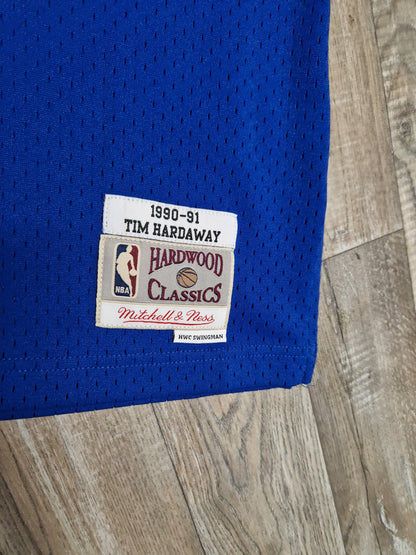 1990-91
TIM HARDAWAY
NBA
HARDWOOD
CLASSICS
Mitchell & Ness
HWC SWINGMAN